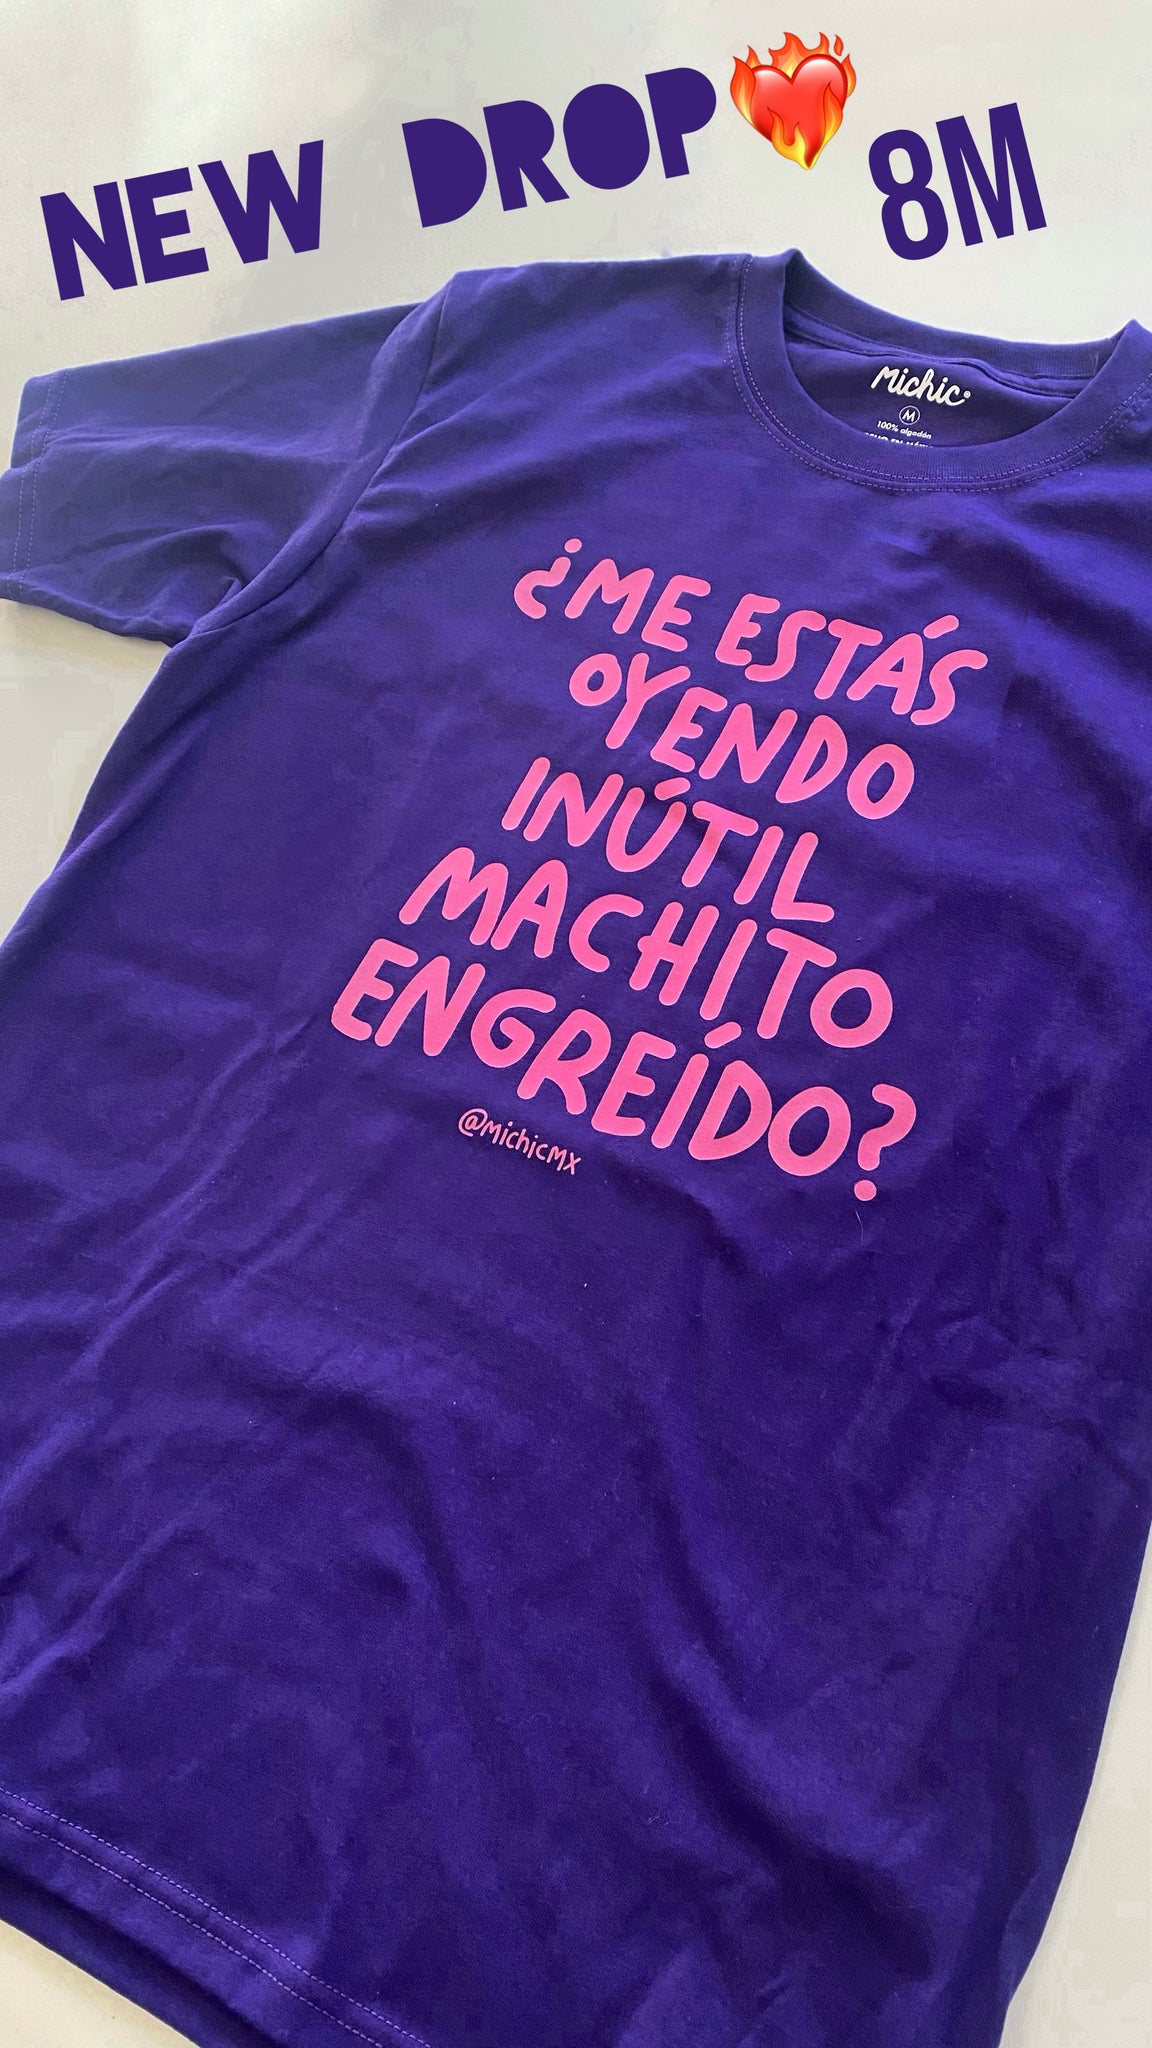 NEW DROP❤️‍🔥 8M
Michic®
M
100% algodón
¿ME ESTÁS
OYENDO
INÚTIL
MACHITO
ENGREÍDO?
@michicmx